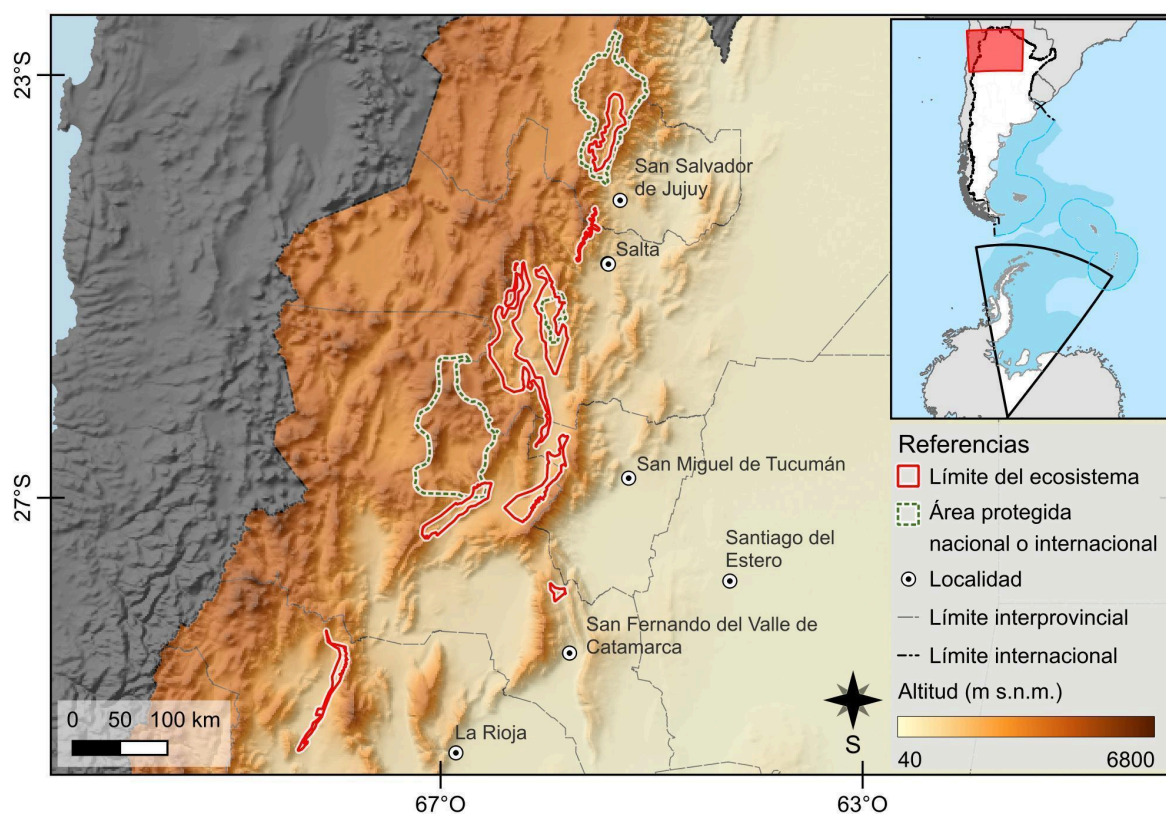 23°S
27°S
San Salvador
de Jujuy
Salta
San Miguel de Tucumán
Santiago del
Estero
San Fernando del Valle de
Catamarca
La Rioja
0 50 100 km
S
67°O
63°O
Referencias
Límite del ecosistema
Área protegida
nacional o internacional
Localidad
Límite interprovincial
Límite internacional
Altitud (m s.n.m.)
40 6800